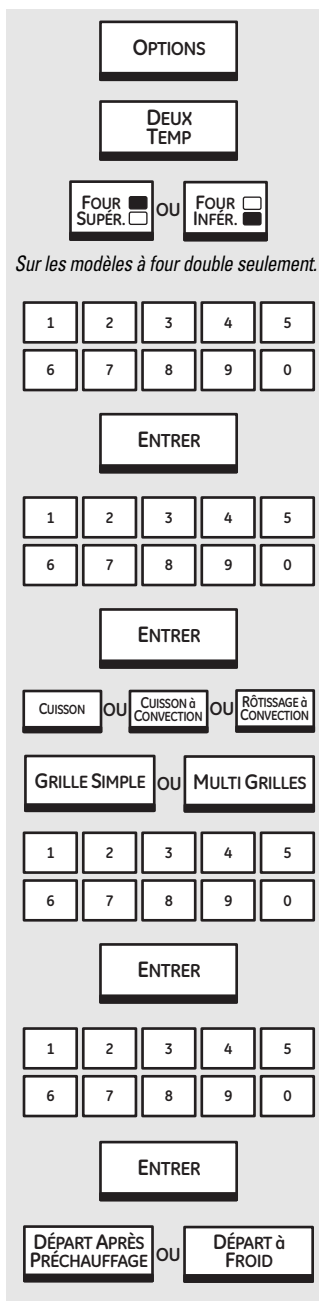 OPTIONS
DEUX
TEMP
FOUR SUPÉR. OU FOUR INFÉR.
Sur les modèles à four double seulement.
1 2 3 4 5
6 7 8 9 0
ENTRER
1 2 3 4 5
6 7 8 9 0
ENTRER
CUISSON OU CUISSON à CONVECTION OU RÔTISSAGE à CONVECTION
GRILLE SIMPLE OU MULTI GRILLES
1 2 3 4 5
6 7 8 9 0
ENTRER
1 2 3 4 5
6 7 8 9 0
ENTRER
DÉPART APRÈS PRÉCHAUFFAGE OU DÉPART à FROID